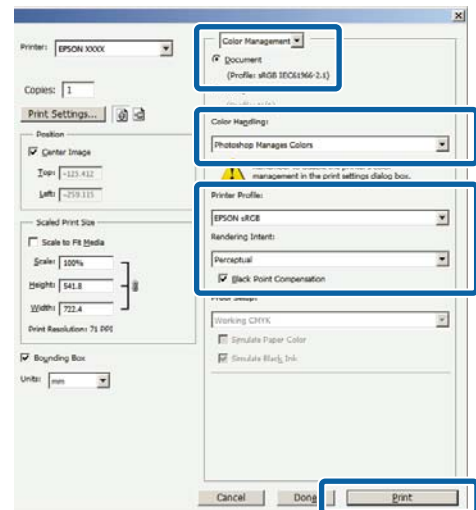 Printer: EPSON XXXX
Copies: 1
Print Settings...
Position
Center Image
Top: -125.412
Left: -259.115
Scaled Print Size
Scale to Fit Media
Scale: 100%
Height: 541.8
Width: 722.4
Print Resolution: 71 PPI
Bounding Box
Units: mm
Color Management
Document
(Profile: sRGB IEC61966-2.1)
Color Handling:
Photoshop Manages Colors
management in the print settings dialog box.
Printer Profile:
EPSON sRGB
Rendering Intent:
Perceptual
Black Point Compensation
Proof Setup:
Working CMYK
Simulate Paper Color
Simulate Black Ink
Cancel
Done
Print